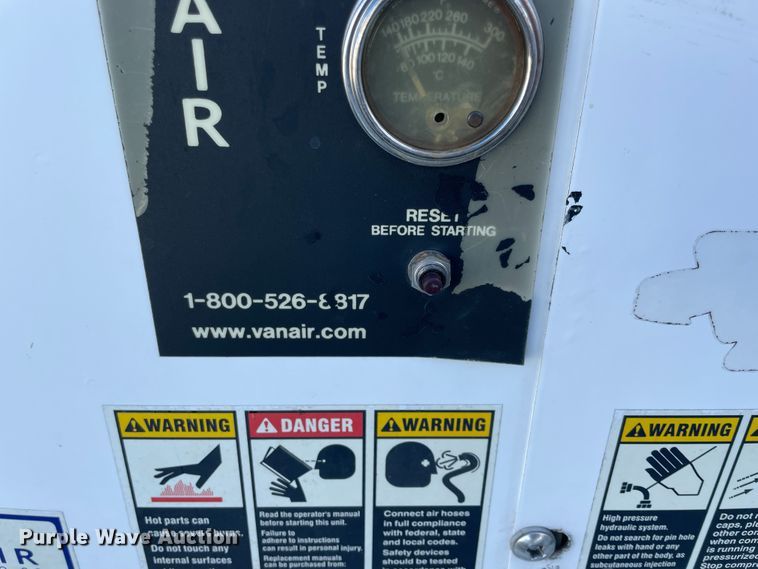 AIR
TEMP
140 180 220 260 300
60 100 120 140
°C
TEMPERATURE
RESET
BEFORE STARTING
1-800-526-8817
www.vanair.com
WARNING
Hot parts can
Do not touch any
internal surfaces
DANGER
Read the operator's manual
before starting this unit.
Failure to
adhere to instructions
can result in personal injury.
Replacement manuals
can be purchased from:
WARNING
Connect air hoses
in full compliance
with federal, state
and local codes.
Safety devices
should be
WARNING
High pressure
hydraulic system.
Do not search for pin hole
leaks with hand or any
other part of the body, as
subcutaneous injection
Do not
caps, pl
other co
when com
is running
pressurized
Stop compre
IR
Purple Wave Auction